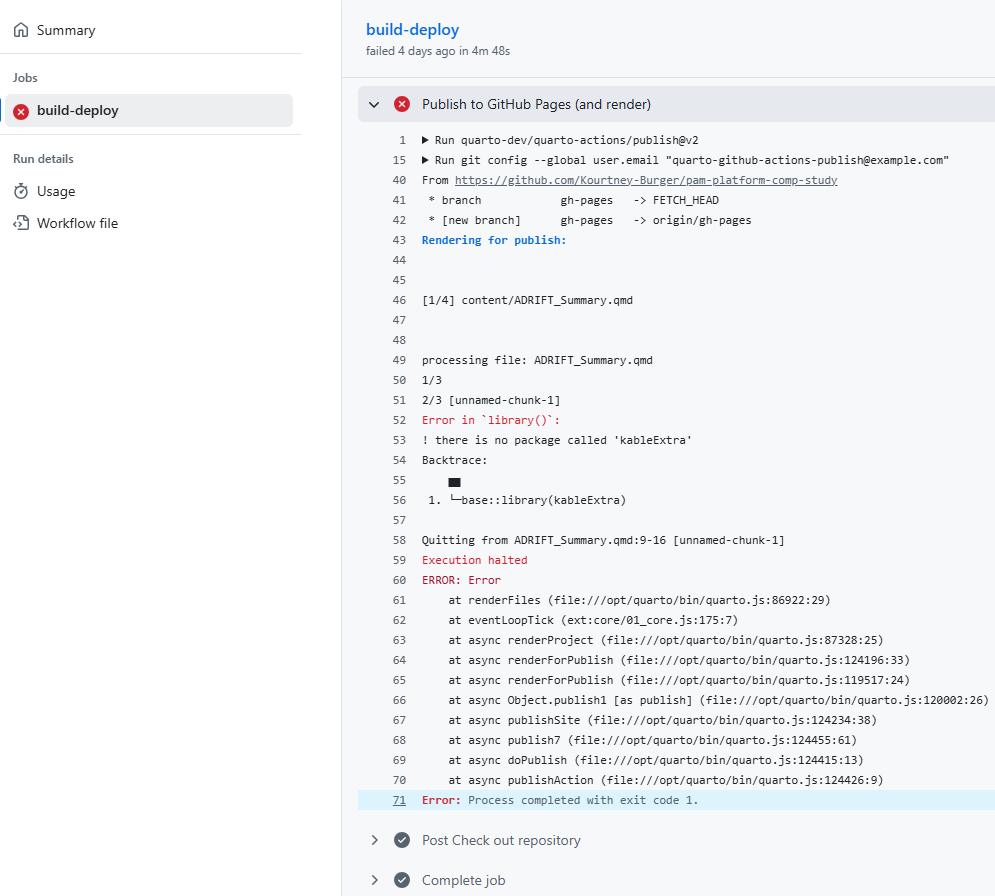 Summary
Jobs
build-deploy
Run details
Usage
Workflow file
build-deploy
failed 4 days ago in 4m 48s
Publish to GitHub Pages (and render)
1 ▶ Run quarto-dev/quarto-actions/publish@v2
15 ▶ Run git config --global user.email "quarto-github-actions-publish@example.com"
40 From https://github.com/Kourtney-Burger/pam-platform-comp-study
41 * branch gh-pages -> FETCH_HEAD
42 * [new branch] gh-pages -> origin/gh-pages
43 Rendering for publish:
44
45
46 [1/4] content/ADRIFT_Summary.qmd
47
48
49 processing file: ADRIFT_Summary.qmd
50 1/3
51 2/3 [unnamed-chunk-1]
52 Error in `library()`:
53 ! there is no package called 'kableExtra'
54 Backtrace:
55 ■
56 1. └─base::library(kableExtra)
57
58 Quitting from ADRIFT_Summary.qmd:9-16 [unnamed-chunk-1]
59 Execution halted
60 ERROR: Error
61 at renderFiles (file:///opt/quarto/bin/quarto.js:86922:29)
62 at eventLoopTick (ext:core/01_core.js:175:7)
63 at async renderProject (file:///opt/quarto/bin/quarto.js:87328:25)
64 at async renderForPublish (file:///opt/quarto/bin/quarto.js:124196:33)
65 at async renderForPublish (file:///opt/quarto/bin/quarto.js:119517:24)
66 at async Object.publish1 [as publish] (file:///opt/quarto/bin/quarto.js:120002:26)
67 at async publishSite (file:///opt/quarto/bin/quarto.js:124234:38)
68 at async publish7 (file:///opt/quarto/bin/quarto.js:124455:61)
69 at async doPublish (file:///opt/quarto/bin/quarto.js:124415:13)
70 at async publishAction (file:///opt/quarto/bin/quarto.js:124426:9)
71 Error: Process completed with exit code 1.
Post Check out repository
Complete job